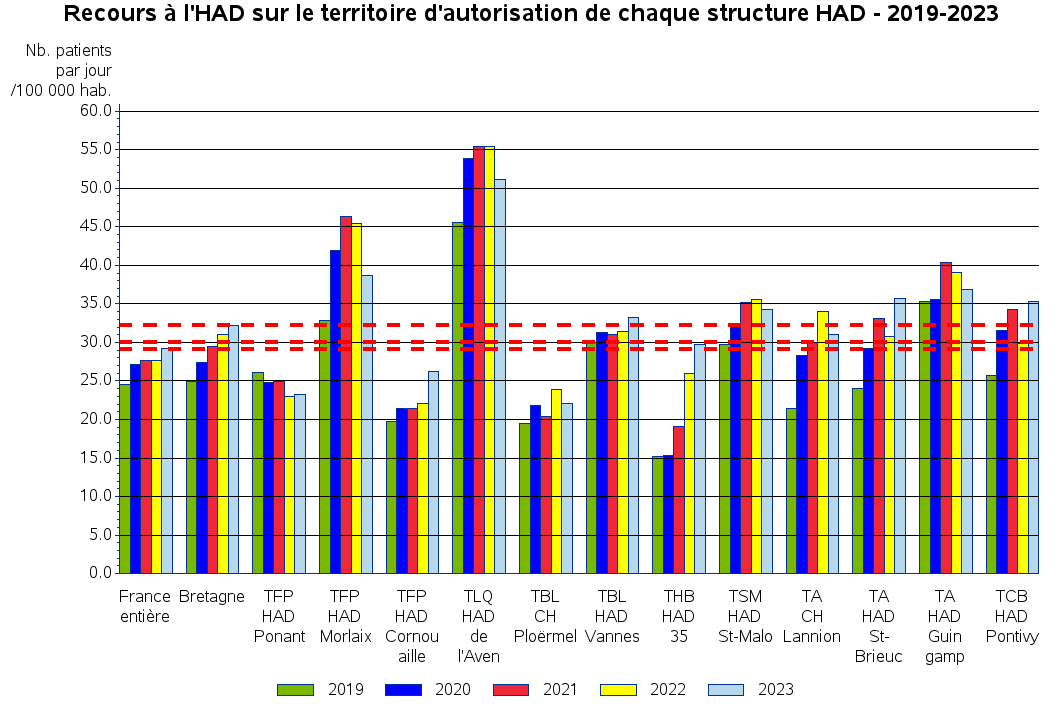 Recours à l'HAD sur le territoire d'autorisation de chaque structure HAD - 2019-2023
Nb. patients
par jour
/100 000 hab.
60.0
55.0
50.0
45.0
40.0
35.0
30.0
25.0
20.0
15.0
10.0
5.0
0.0
France
entière
Bretagne
TFP
HAD
Ponant
TFP
HAD
Morlaix
TFP
HAD
Cornou
aille
TLQ
HAD
de
l'Aven
TBL
CH
Ploërmel
TBL
HAD
Vannes
THB
HAD
35
TSM
HAD
St-Malo
TA
CH
Lannion
TA
HAD
St-
Brieuc
TA
HAD
Guin
gamp
TCB
HAD
Pontivy
2019
2020
2021
2022
2023